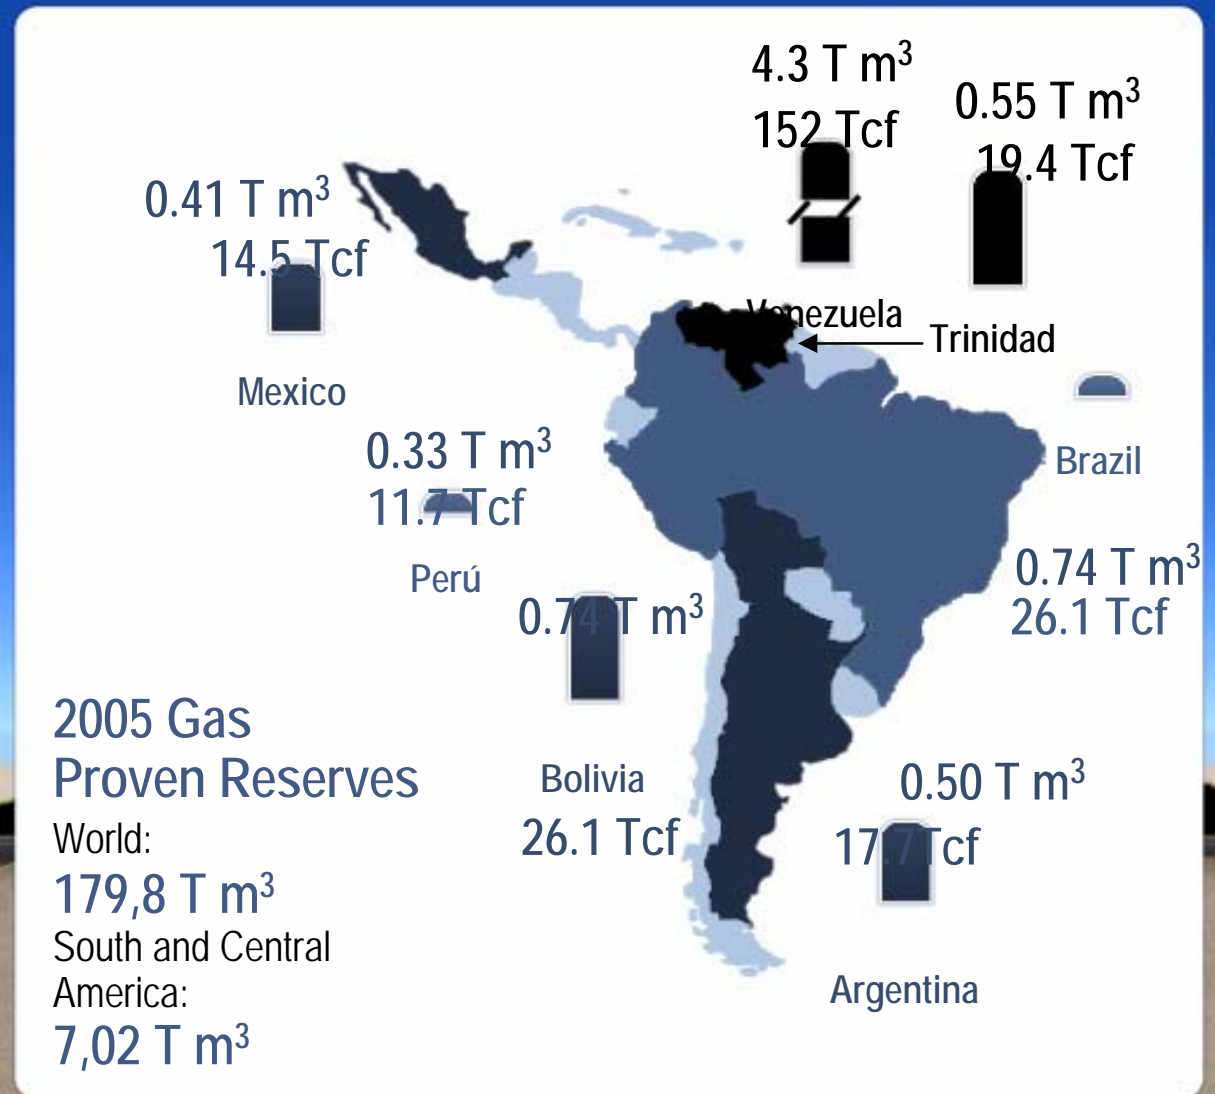 4.3 T m³
152 Tcf
0.55 T m³
19.4 Tcf
0.41 T m³
14.5 Tcf
Mexico
Venezuela
Trinidad
0.33 T m³
11.7 Tcf
Perú
Brazil
0.74 T m³
26.1 Tcf
0.74 T m³
Bolivia
26.1 Tcf
0.50 T m³
17.7 Tcf
Argentina
2005 Gas
Proven Reserves
World:
179,8 T m³
South and Central
America:
7,02 T m³